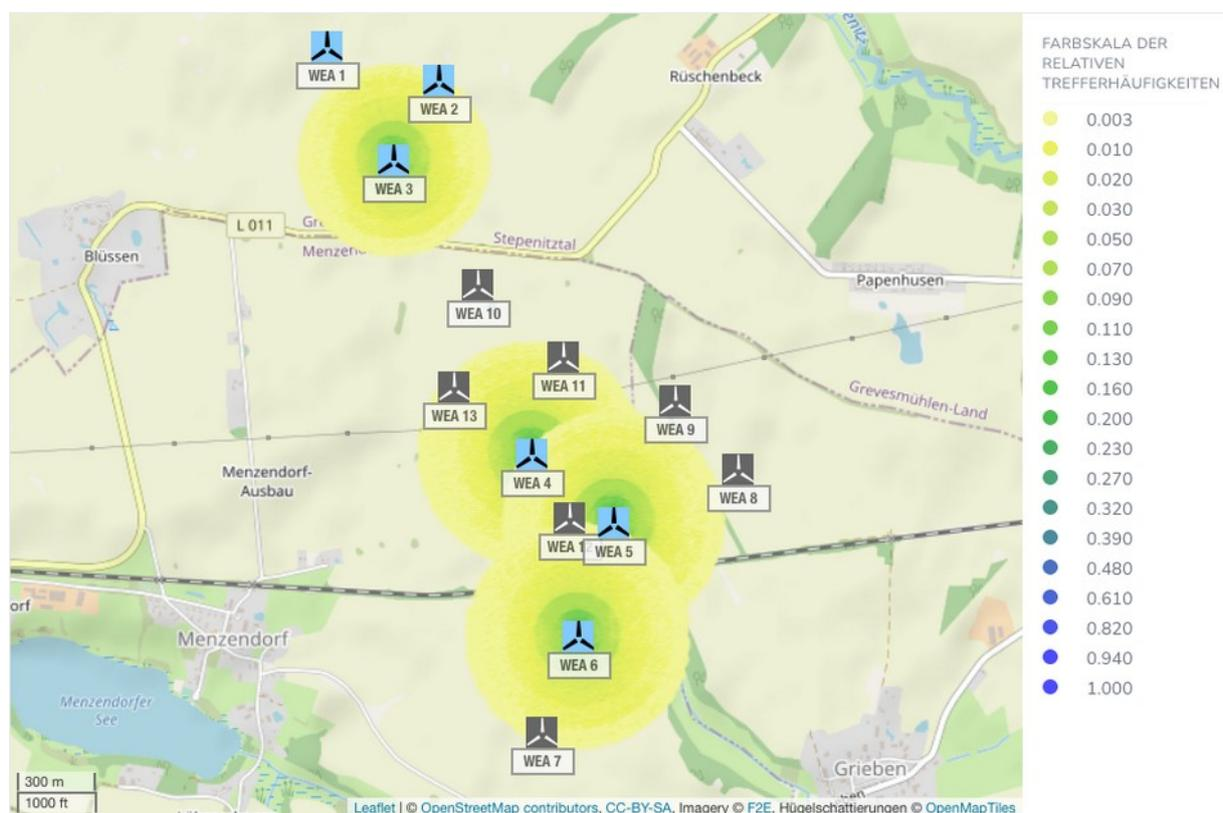 WEA 1
WEA 2
WEA 3
Rüschenbeck
L 011
Blüssen
Stepenitztal
Papenhusen
WEA 10
WEA 11
WEA 13
WEA 9
Grevesmühlen-Land
WEA 4
WEA 8
Menzendorf-
Ausbau
WEA 1
WEA 5
Menzendorf
WEA 6
Menzendorfer
See
WEA 7
Grieben
300 m
1000 ft
Leaflet | © OpenStreetMap contributors, CC-BY-SA, Imagery © F2E, Hügelschattierungen © OpenMapTiles
FARBSKALA DER
RELATIVEN
TREFFERHÄUFIGKEITEN
0.003
0.010
0.020
0.030
0.050
0.070
0.090
0.110
0.130
0.160
0.200
0.230
0.270
0.320
0.390
0.480
0.610
0.820
0.940
1.000